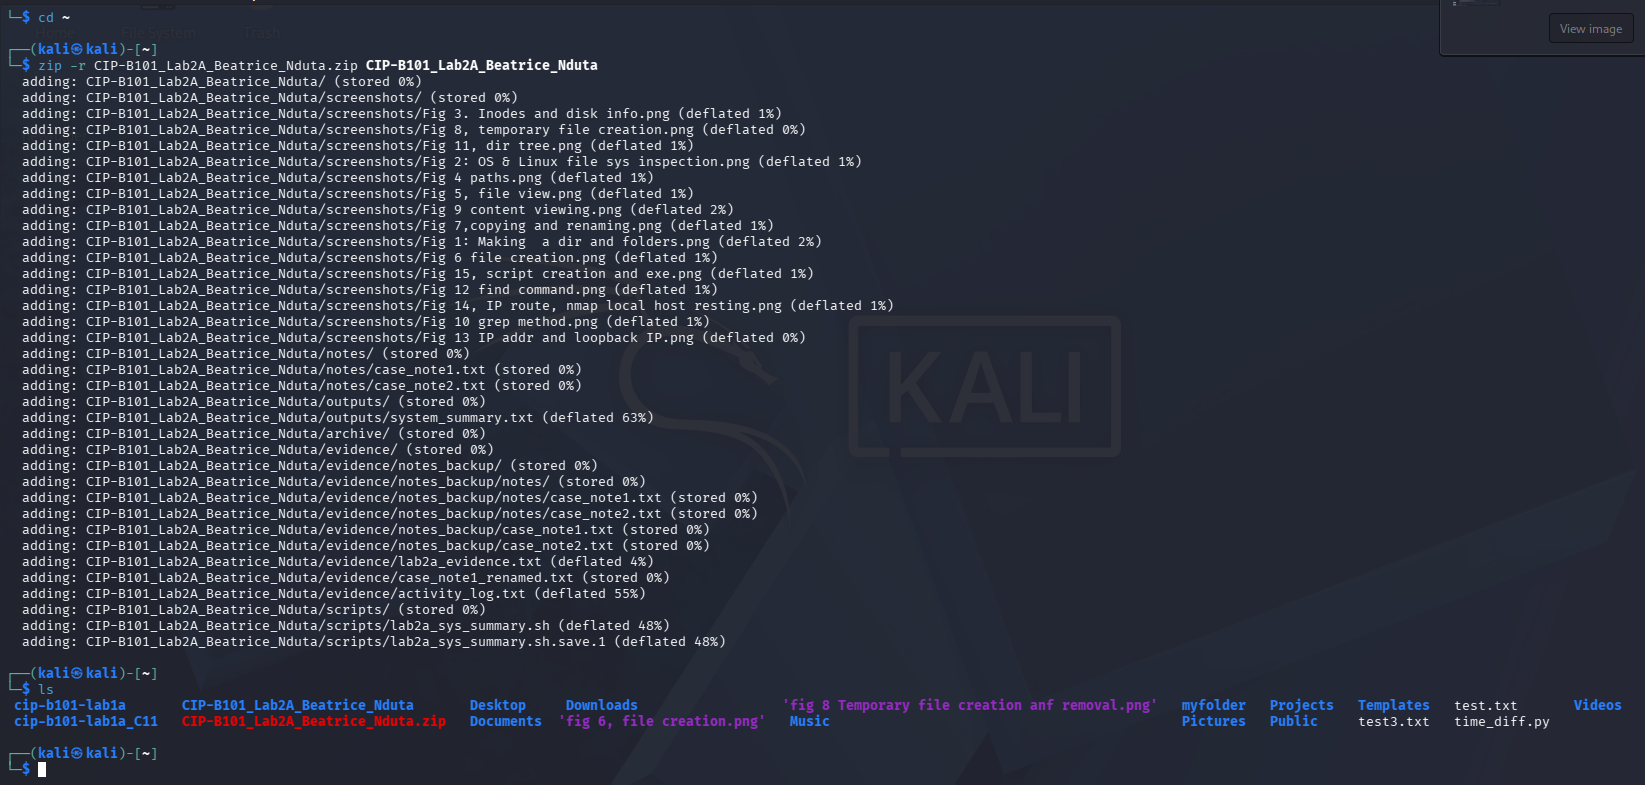 └─$ cd ~
Home File System Trash
View image
┌──(kali㉿kali)-[~]
└─$ zip -r CIP-B101_Lab2A_Beatrice_Nduta.zip CIP-B101_Lab2A_Beatrice_Nduta
adding: CIP-B101_Lab2A_Beatrice_Nduta/ (stored 0%)
adding: CIP-B101_Lab2A_Beatrice_Nduta/screenshots/ (stored 0%)
adding: CIP-B101_Lab2A_Beatrice_Nduta/screenshots/Fig 3. Inodes and disk info.png (deflated 1%)
adding: CIP-B101_Lab2A_Beatrice_Nduta/screenshots/Fig 8, temporary file creation.png (deflated 0%)
adding: CIP-B101_Lab2A_Beatrice_Nduta/screenshots/Fig 11, dir tree.png (deflated 1%)
adding: CIP-B101_Lab2A_Beatrice_Nduta/screenshots/Fig 2: OS & Linux file sys inspection.png (deflated 1%)
adding: CIP-B101_Lab2A_Beatrice_Nduta/screenshots/Fig 4 paths.png (deflated 1%)
adding: CIP-B101_Lab2A_Beatrice_Nduta/screenshots/Fig 5, file view.png (deflated 1%)
adding: CIP-B101_Lab2A_Beatrice_Nduta/screenshots/Fig 9 content viewing.png (deflated 2%)
adding: CIP-B101_Lab2A_Beatrice_Nduta/screenshots/Fig 7,copying and renaming.png (deflated 1%)
adding: CIP-B101_Lab2A_Beatrice_Nduta/screenshots/Fig 1: Making  a dir and folders.png (deflated 2%)
adding: CIP-B101_Lab2A_Beatrice_Nduta/screenshots/Fig 6 file creation.png (deflated 1%)
adding: CIP-B101_Lab2A_Beatrice_Nduta/screenshots/Fig 15, script creation and exe.png (deflated 1%)
adding: CIP-B101_Lab2A_Beatrice_Nduta/screenshots/Fig 12 find command.png (deflated 1%)
adding: CIP-B101_Lab2A_Beatrice_Nduta/screenshots/Fig 14, IP route, nmap local host resting.png (deflated 1%)
adding: CIP-B101_Lab2A_Beatrice_Nduta/screenshots/Fig 10 grep method.png (deflated 1%)
adding: CIP-B101_Lab2A_Beatrice_Nduta/screenshots/Fig 13 IP addr and loopback IP.png (deflated 0%)
adding: CIP-B101_Lab2A_Beatrice_Nduta/notes/ (stored 0%)
adding: CIP-B101_Lab2A_Beatrice_Nduta/notes/case_note1.txt (stored 0%)
adding: CIP-B101_Lab2A_Beatrice_Nduta/notes/case_note2.txt (stored 0%)
adding: CIP-B101_Lab2A_Beatrice_Nduta/outputs/ (stored 0%)
adding: CIP-B101_Lab2A_Beatrice_Nduta/outputs/system_summary.txt (deflated 63%)
adding: CIP-B101_Lab2A_Beatrice_Nduta/archive/ (stored 0%)
adding: CIP-B101_Lab2A_Beatrice_Nduta/evidence/ (stored 0%)
adding: CIP-B101_Lab2A_Beatrice_Nduta/evidence/notes_backup/ (stored 0%)
adding: CIP-B101_Lab2A_Beatrice_Nduta/evidence/notes_backup/notes/ (stored 0%)
adding: CIP-B101_Lab2A_Beatrice_Nduta/evidence/notes_backup/notes/case_note1.txt (stored 0%)
adding: CIP-B101_Lab2A_Beatrice_Nduta/evidence/notes_backup/notes/case_note2.txt (stored 0%)
adding: CIP-B101_Lab2A_Beatrice_Nduta/evidence/notes_backup/case_note1.txt (stored 0%)
adding: CIP-B101_Lab2A_Beatrice_Nduta/evidence/notes_backup/case_note2.txt (stored 0%)
adding: CIP-B101_Lab2A_Beatrice_Nduta/evidence/lab2a_evidence.txt (deflated 4%)
adding: CIP-B101_Lab2A_Beatrice_Nduta/evidence/case_note1_renamed.txt (stored 0%)
adding: CIP-B101_Lab2A_Beatrice_Nduta/evidence/activity_log.txt (deflated 55%)
adding: CIP-B101_Lab2A_Beatrice_Nduta/scripts/ (stored 0%)
adding: CIP-B101_Lab2A_Beatrice_Nduta/scripts/lab2a_sys_summary.sh (deflated 48%)
adding: CIP-B101_Lab2A_Beatrice_Nduta/scripts/lab2a_sys_summary.sh.save.1 (deflated 48%)
KALI
┌──(kali㉿kali)-[~]
└─$ ls
cip-b101-lab1a CIP-B101_Lab2A_Beatrice_Nduta Desktop Downloads 'fig 8 Temporary file creation anf removal.png' myfolder Projects Templates test.txt Videos
cip-b101-lab1a_C11 CIP-B101_Lab2A_Beatrice_Nduta.zip Documents 'fig 6, file creation.png' Music Pictures Public test3.txt time_diff.py
┌──(kali㉿kali)-[~]
└─$